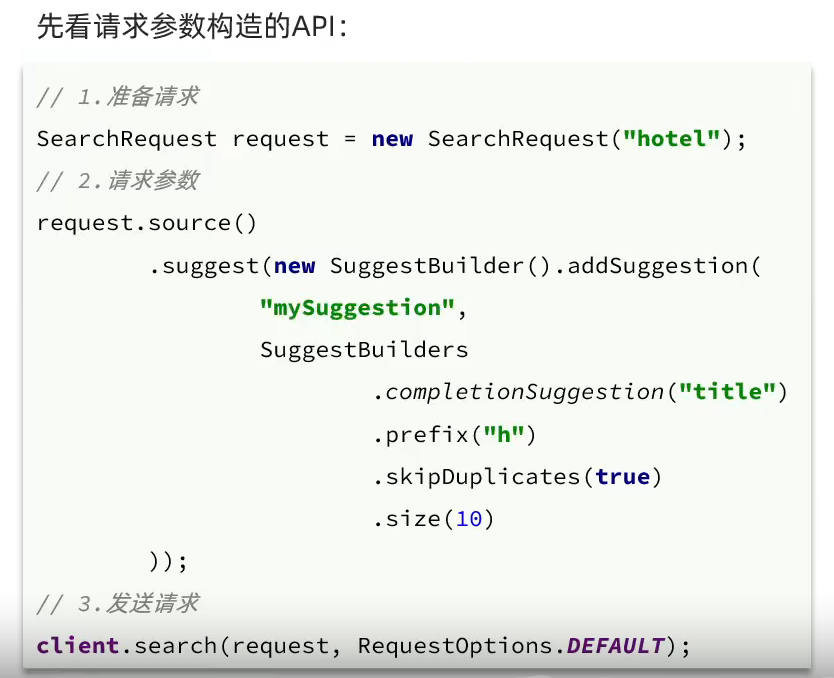 先看请求参数构造的API：
// 1.准备请求
SearchRequest request = new SearchRequest("hotel");
// 2.请求参数
request.source()
.suggest(new SuggestBuilder().addSuggestion(
"mySuggestion",
SuggestBuilders
.completionSuggestion("title")
.prefix("h")
.skipDuplicates(true)
.size(10)
));
// 3.发送请求
client.search(request, RequestOptions.DEFAULT);